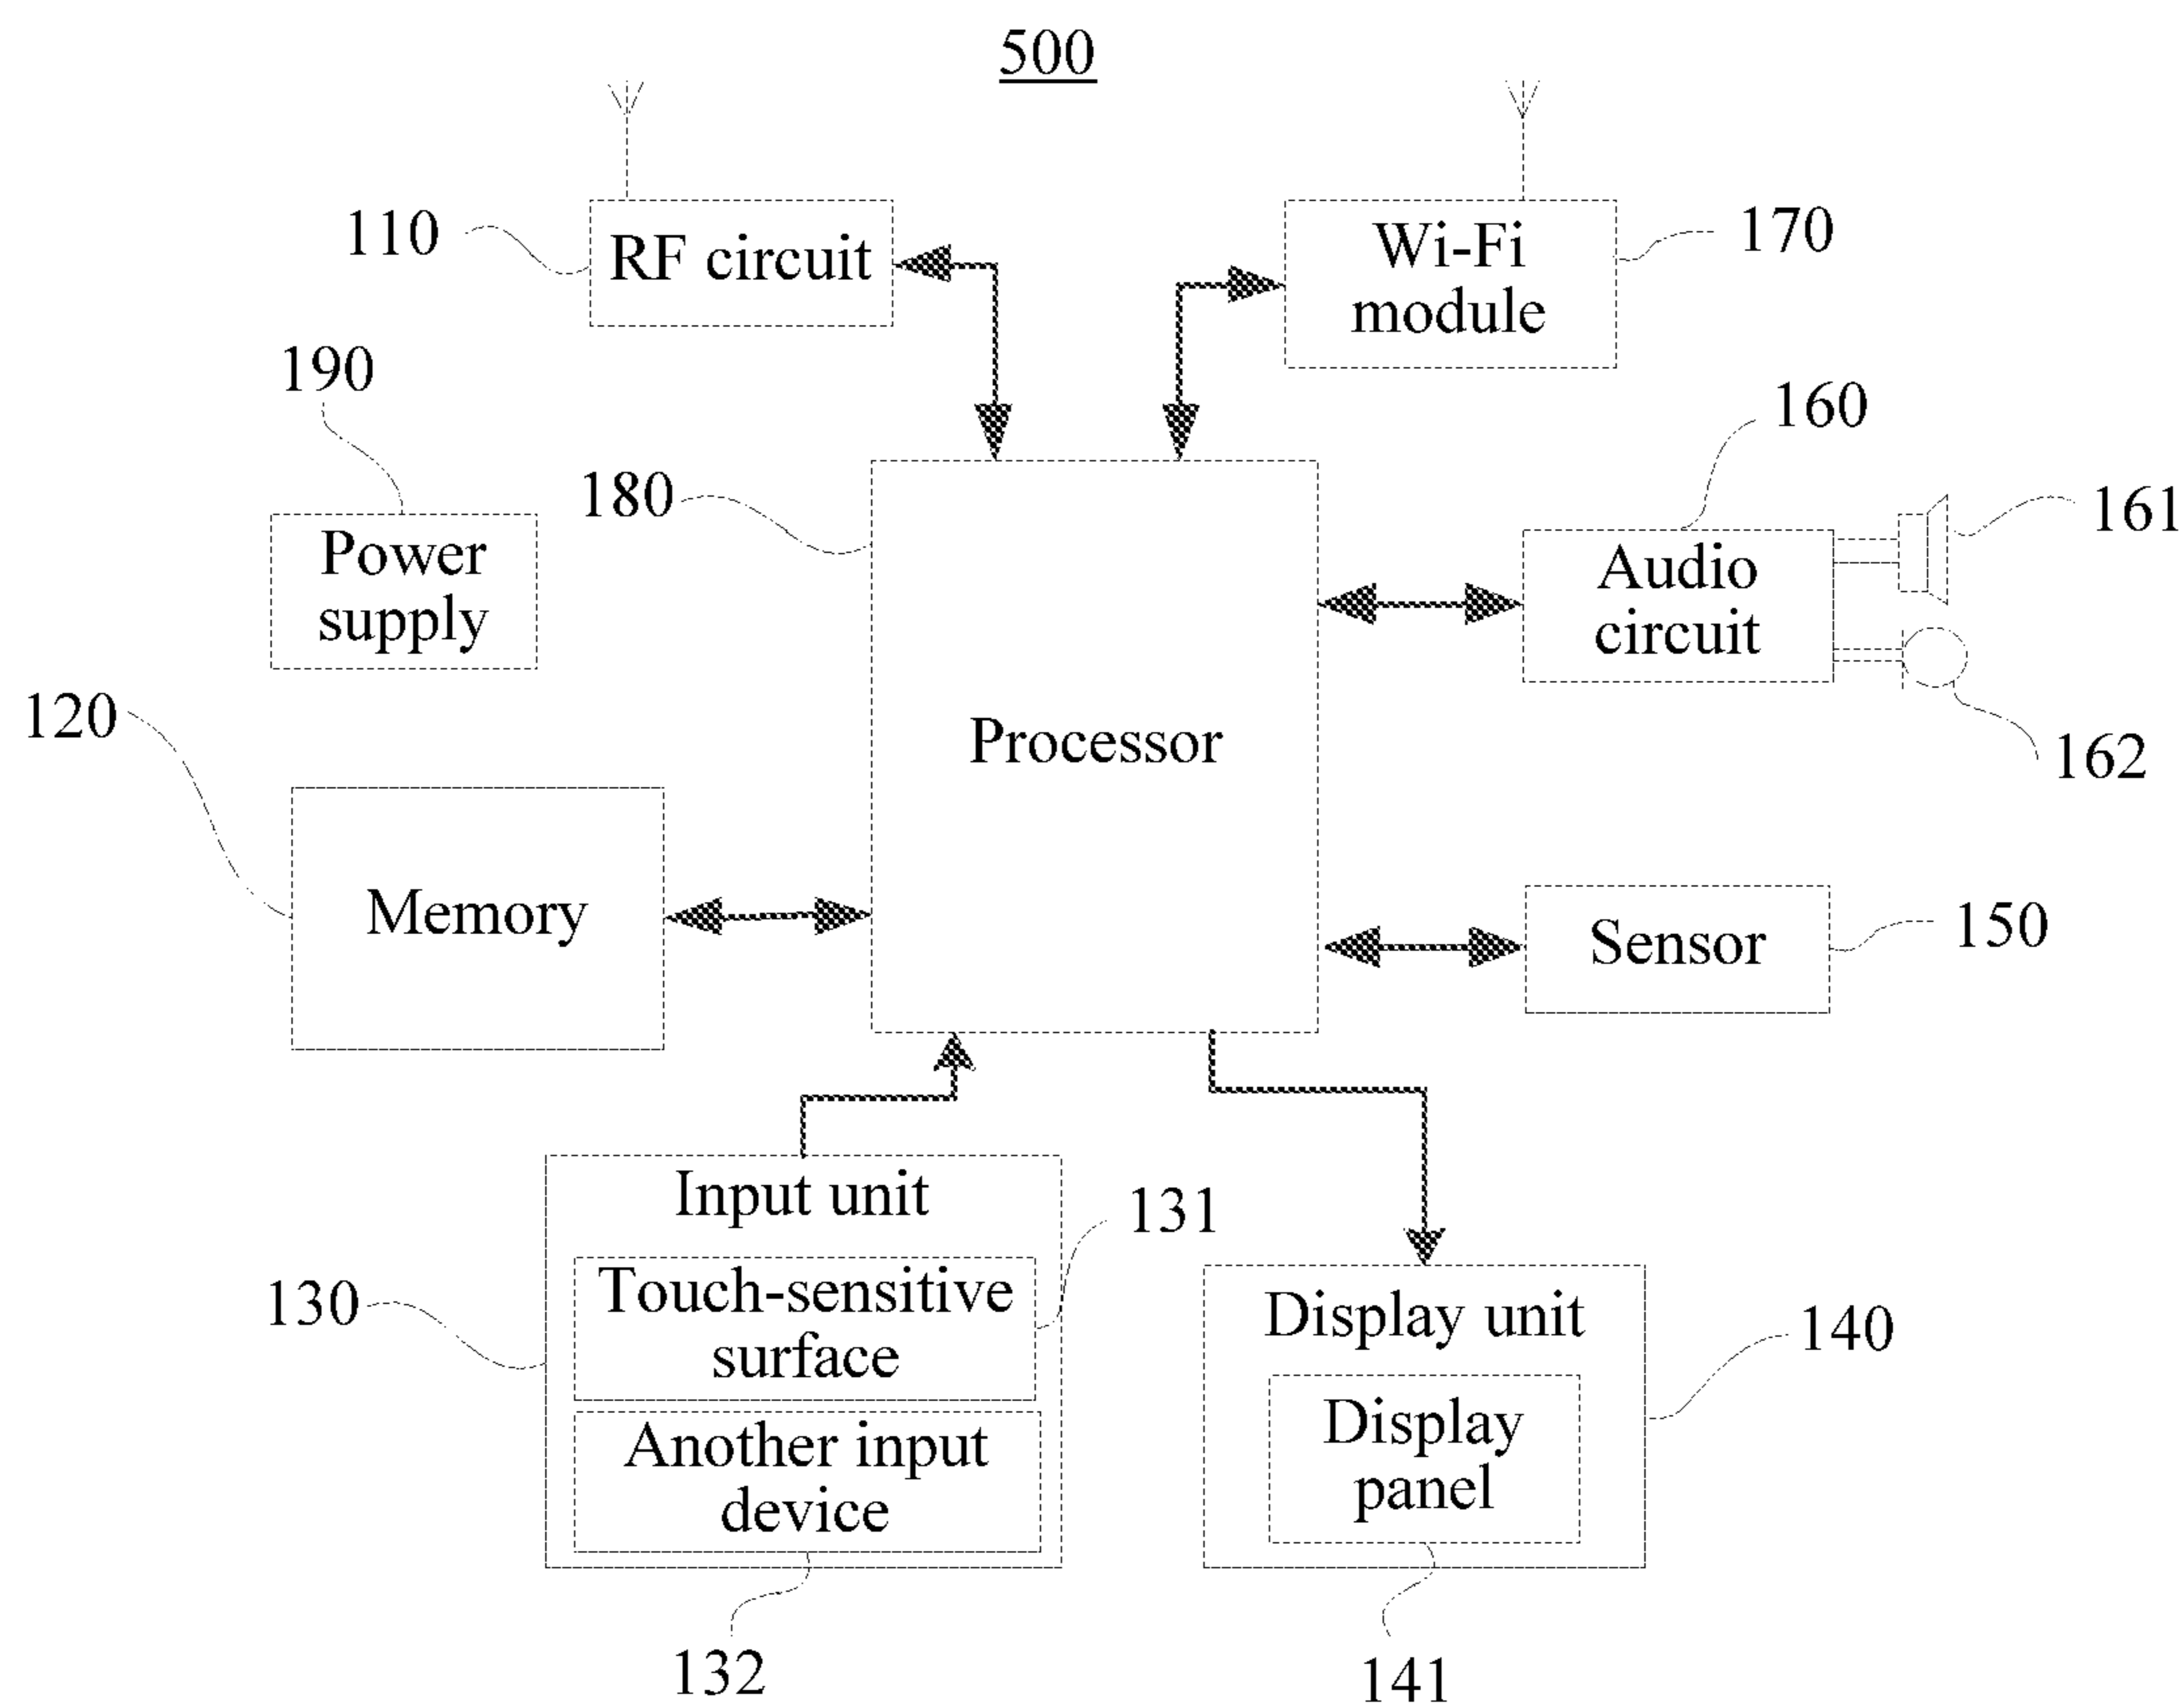 500
110
RF circuit
Wi-Fi
module
170
190
160
180
161
Power
supply
Audio
circuit
120
Processor
162
Memory
Sensor
150
Input unit
131
130
Touch-sensitive
surface
Display unit
140
Another input
device
Display
panel
132
141